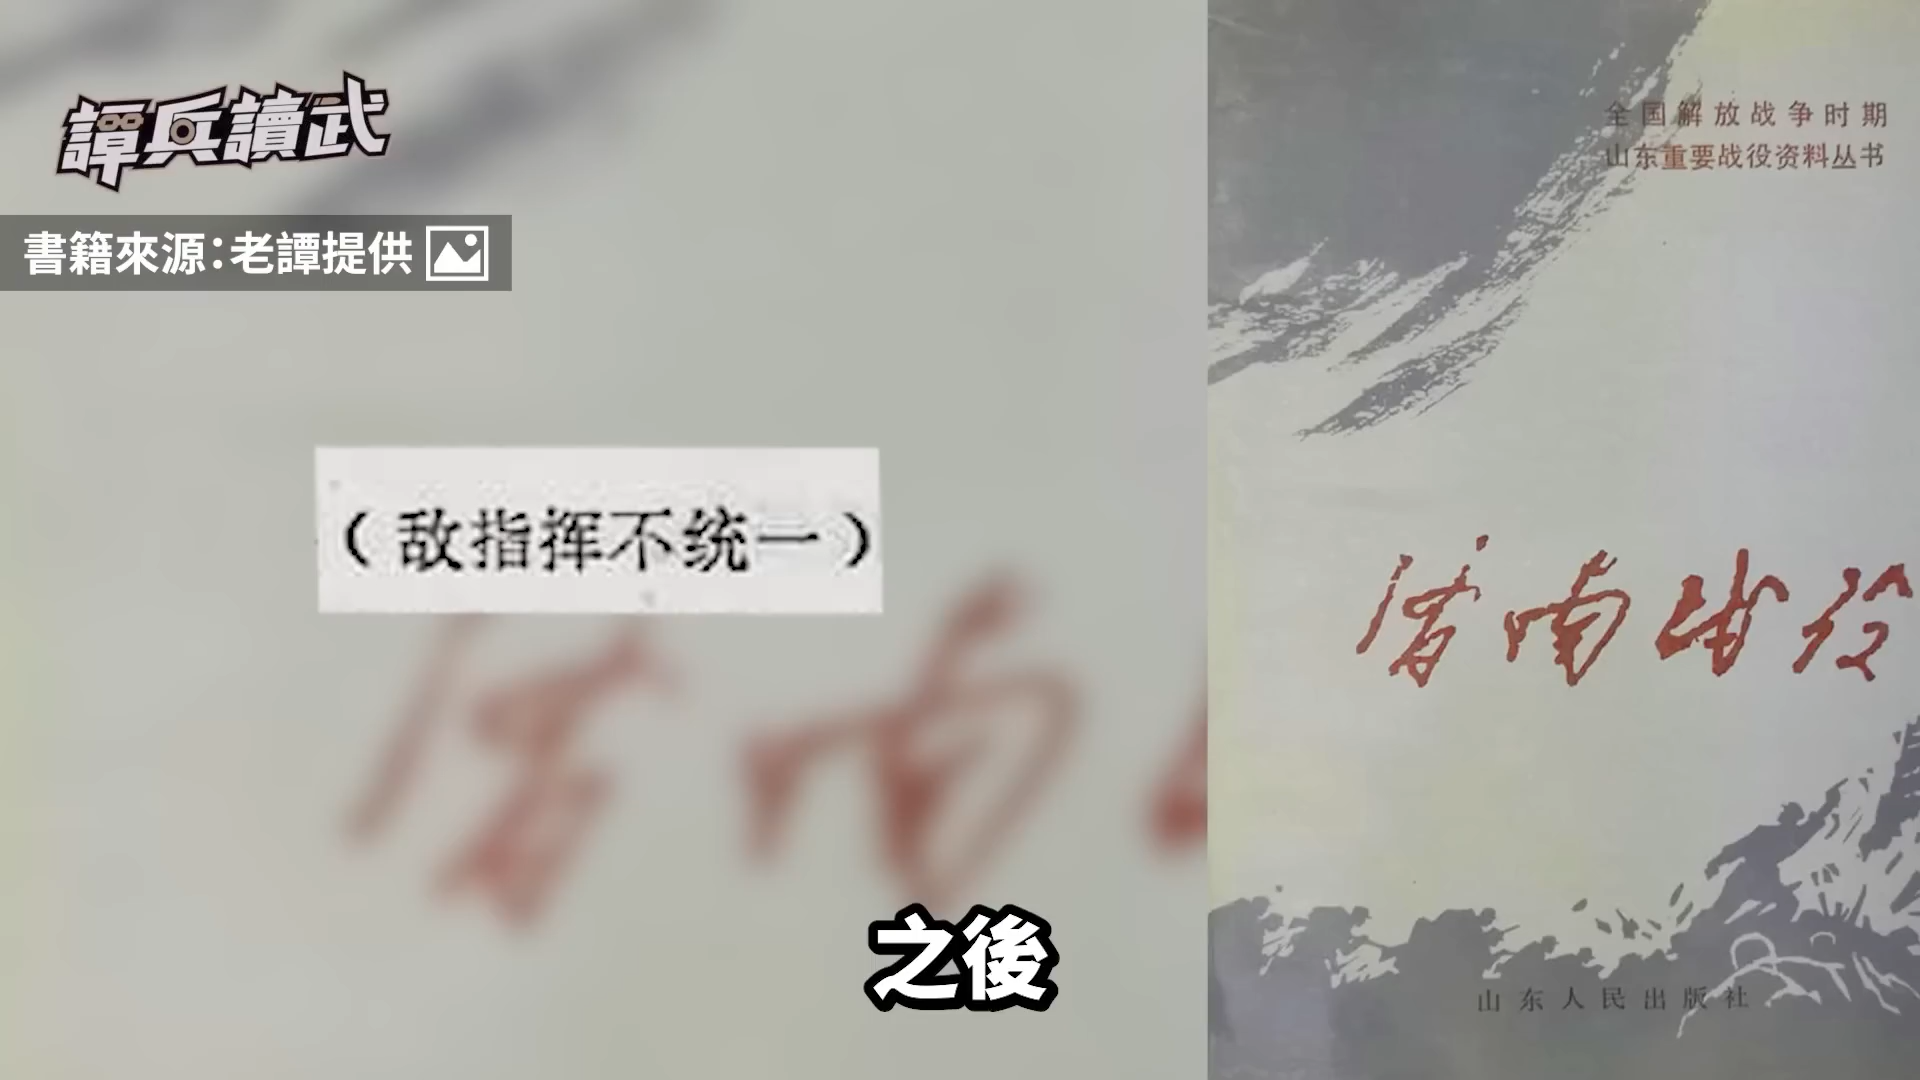 譚兵讀武
書籍來源：老譚提供
（敌指挥不统一）
之後
全国解放战争时期
山东重要战役资料丛书
济南战役
山东人民出版社